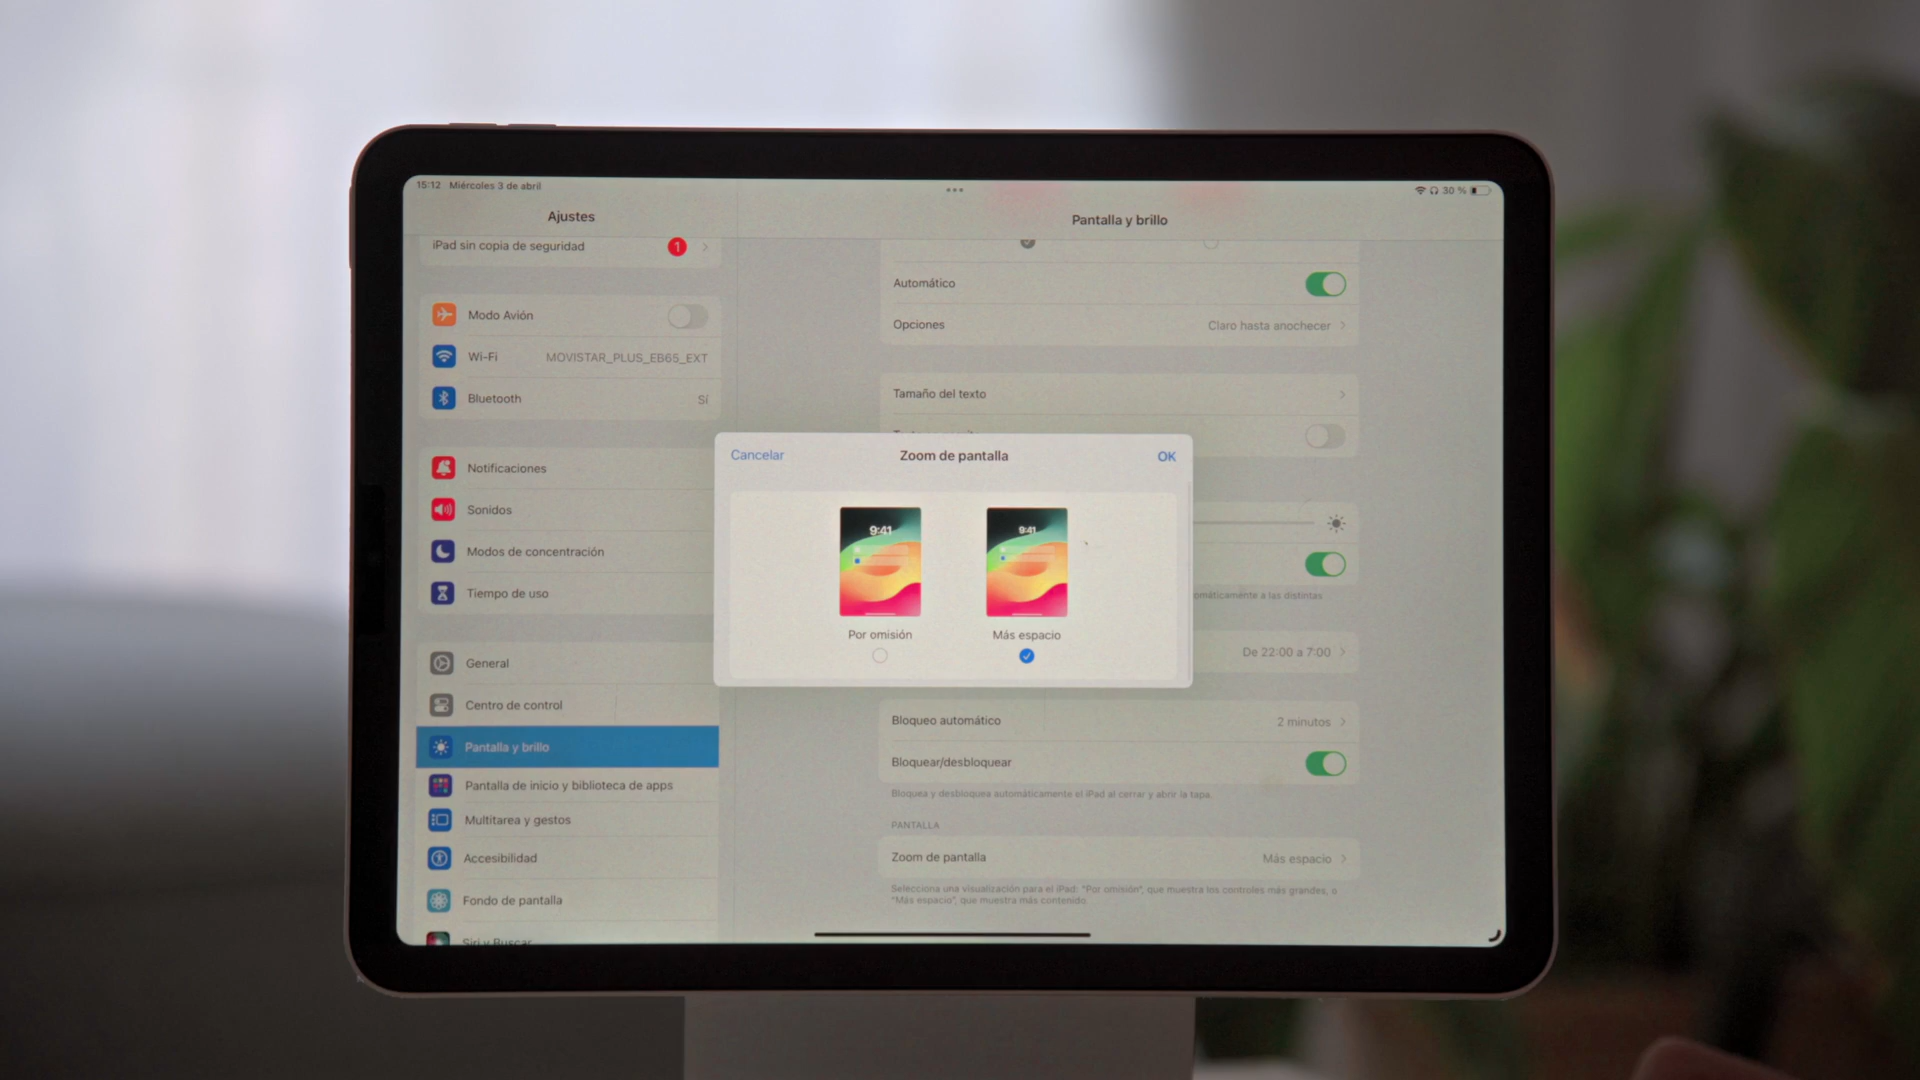 15:12 Miércoles 3 de abril
30 %
Ajustes
Pantalla y brillo
iPad sin copia de seguridad
1
Modo Avión
Wi-Fi
MOVISTAR_PLUS_EB65_EXT
Bluetooth
Sí
Notificaciones
Sonidos
Modos de concentración
Tiempo de uso
General
Centro de control
Pantalla y brillo
Pantalla de inicio y biblioteca de apps
Multitarea y gestos
Accesibilidad
Fondo de pantalla
Siri y Buscar
Automático
Opciones
Claro hasta anochecer
Tamaño del texto
Cancelar
Zoom de pantalla
OK
9:41
9:41
Por omisión
Más espacio
a las distintas
De 22:00 a 7:00
Bloqueo automático
2 minutos
Bloquear/desbloquear
Bloquea y desbloquea automáticamente el iPad al cerrar y abrir la tapa.
PANTALLA
Zoom de pantalla
Más espacio
Selecciona una visualización para el iPad: "Por omisión", que muestra los controles más grandes, o
"Más espacio", que muestra más contenido.